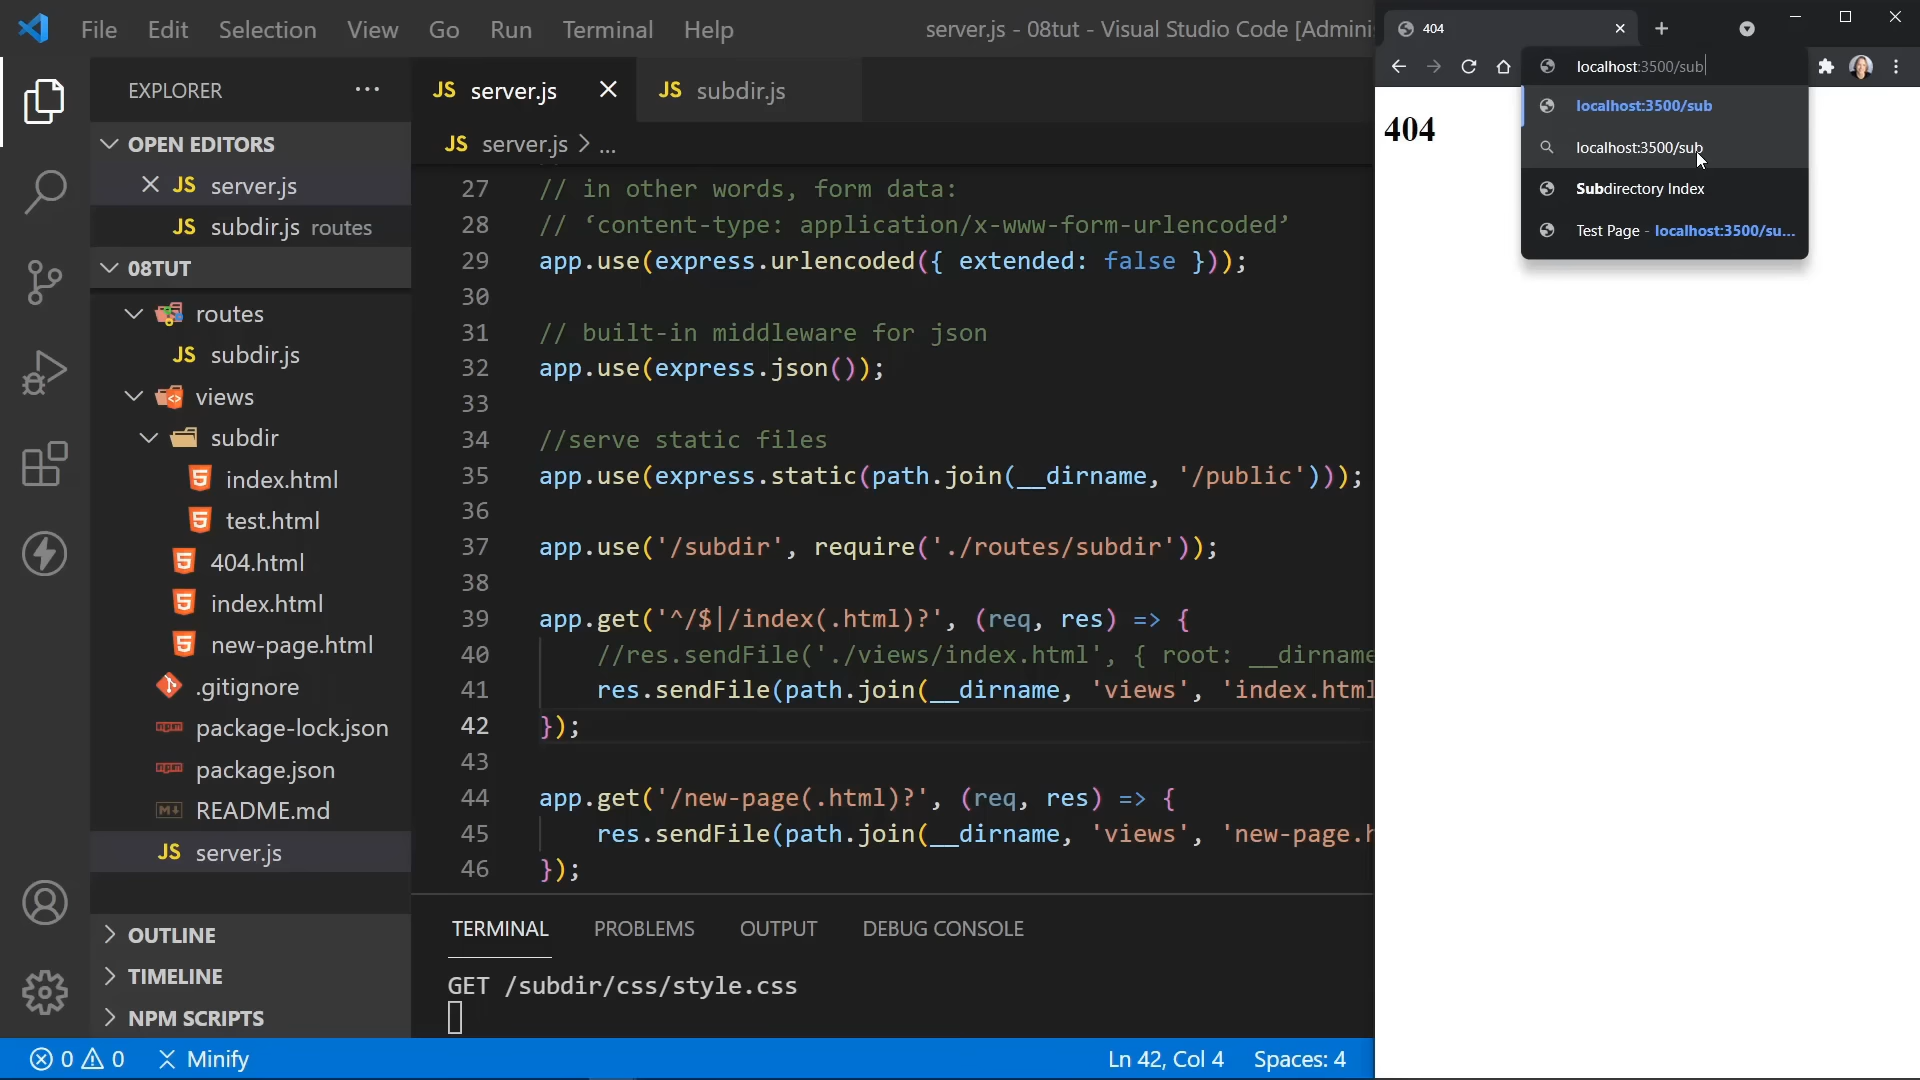 File Edit Selection View Go Run Terminal Help
server.js - 08tut - Visual Studio Code [Admini
EXPLORER
OPEN EDITORS
JS server.js
JS subdir.js routes
08TUT
routes
JS subdir.js
views
subdir
index.html
test.html
404.html
index.html
new-page.html
.gitignore
package-lock.json
package.json
README.md
JS server.js
OUTLINE
TIMELINE
NPM SCRIPTS
JS server.js
JS subdir.js
JS server.js > ...
27 // in other words, form data:
28 // ‘content-type: application/x-www-form-urlencoded’
29 app.use(express.urlencoded({ extended: false }));
30
31 // built-in middleware for json
32 app.use(express.json());
33
34 //serve static files
35 app.use(express.static(path.join(__dirname, '/public')));
36
37 app.use('/subdir', require('./routes/subdir'));
38
39 app.get('^/$|/index(.html)?', (req, res) => {
40 //res.sendFile('./views/index.html', { root: __dirname
41 res.sendFile(path.join(__dirname, 'views', 'index.html
42 });
43
44 app.get('/new-page(.html)?', (req, res) => {
45 res.sendFile(path.join(__dirname, 'views', 'new-page.h
46 });
TERMINAL PROBLEMS OUTPUT DEBUG CONSOLE
GET /subdir/css/style.css
0 0 Minify
Ln 42, Col 4 Spaces: 4
404
localhost:3500/sub
localhost:3500/sub
localhost:3500/sub
Subdirectory Index
Test Page - localhost:3500/su...
404